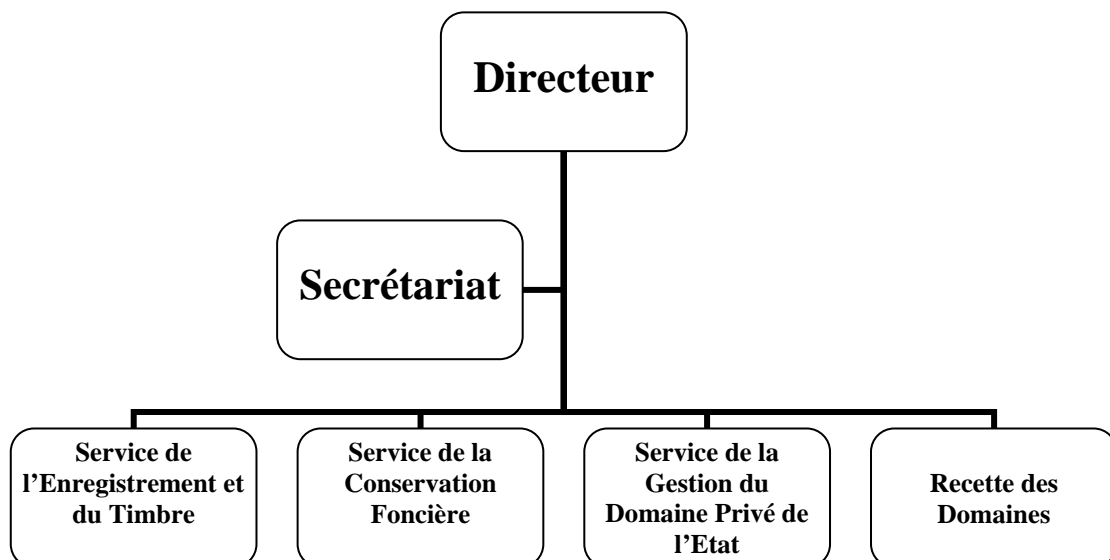 Directeur
Secrétariat
Service de
l’Enregistrement et
du Timbre
Service de la
Conservation
Foncière
Service de la
Gestion du
Domaine Privé de
l’Etat
Recette des
Domaines